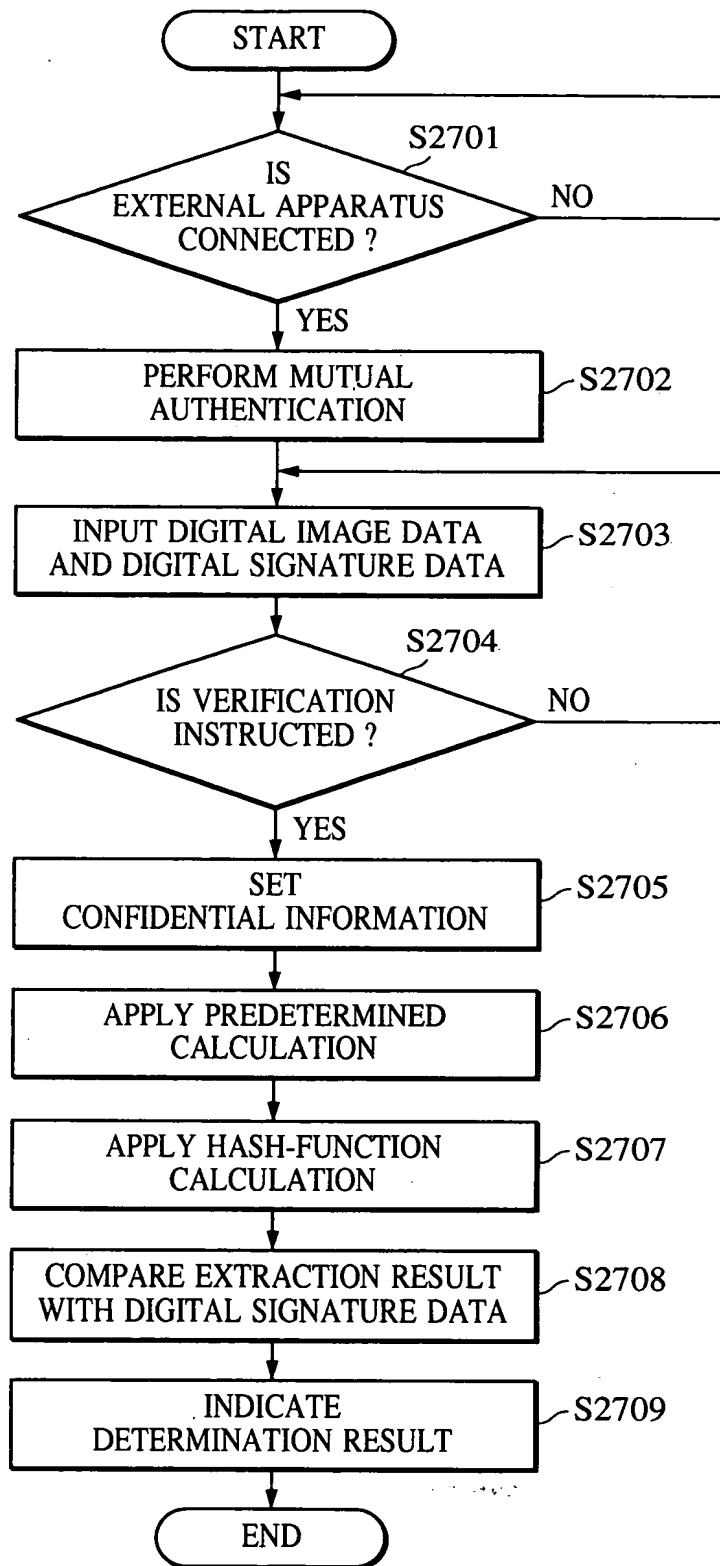 START
S2701
IS
EXTERNAL APPARATUS
CONNECTED ?
NO
YES
PERFORM MUTUAL
AUTHENTICATION
S2702
INPUT DIGITAL IMAGE DATA
AND DIGITAL SIGNATURE DATA
S2703
S2704
IS VERIFICATION
INSTRUCTED ?
NO
YES
SET
CONFIDENTIAL INFORMATION
S2705
APPLY PREDETERMINED
CALCULATION
S2706
APPLY HASH-FUNCTION
CALCULATION
S2707
COMPARE EXTRACTION RESULT
WITH DIGITAL SIGNATURE DATA
S2708
INDICATE
DETERMINATION RESULT
S2709
END